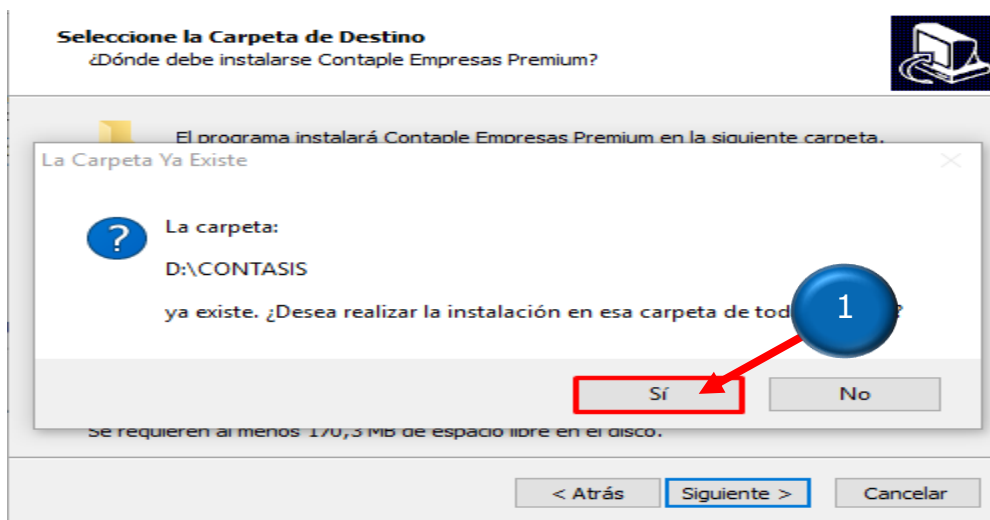 Seleccione la Carpeta de Destino
¿Dónde debe instalarse Contaple Empresas Premium?
El programa instalará Contaple Empresas Premium en la siguiente carpeta.
La Carpeta Ya Existe
La carpeta:
D:\CONTASIS
ya existe. ¿Desea realizar la instalación en esa carpeta de ?
1
Sí No
Se requieren al menos 170,3 MB de espacio libre en el disco.
< Atrás Siguiente > Cancelar